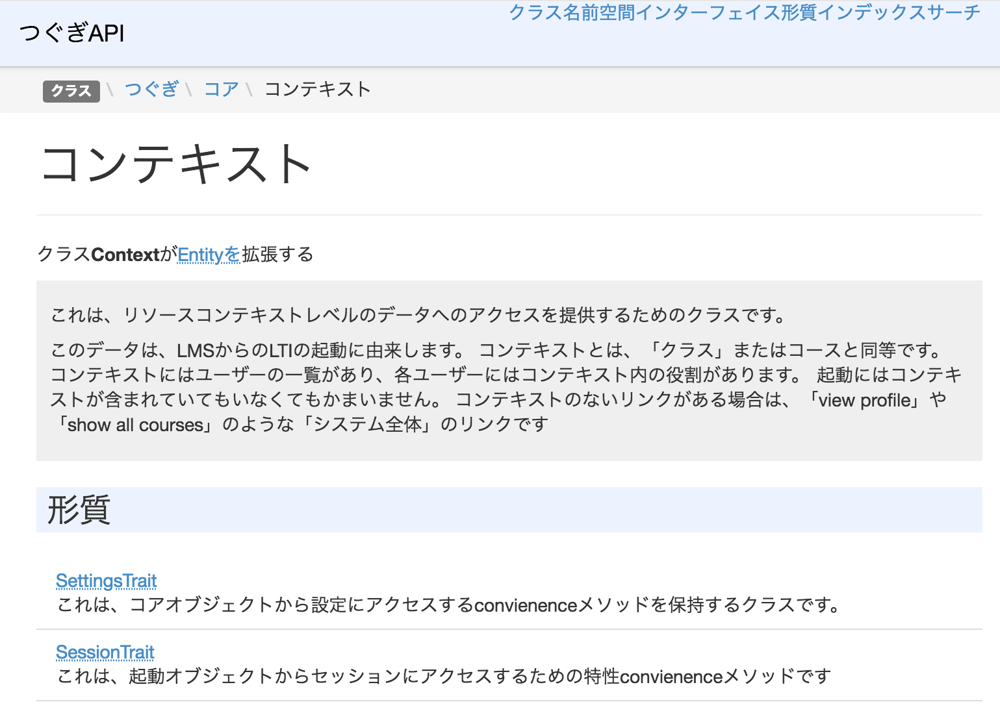 クラス名前空間インターフェイス形質インデックスサーチ
つぐぎAPI
クラス \ つぐぎ \ コア \ コンテキスト
コンテキスト
クラスContextがEntityを拡張する
これは、リソースコンテキストレベルのデータへのアクセスを提供するためのクラスです。
このデータは、LMSからのLTIの起動に由来します。 コンテキストとは、「クラス」またはコースと同等です。
コンテキストにはユーザーの一覧があり、各ユーザーにはコンテキスト内の役割があります。 起動にはコンテキ
ストが含まれていてもいなくてもかまいません。 コンテキストのないリンクがある場合は、「view profile」や
「show all courses」のような「システム全体」のリンクです
形質
SettingsTrait
これは、コアオブジェクトから設定にアクセスするconvienenceメソッドを保持するクラスです。
SessionTrait
これは、起動オブジェクトからセッションにアクセスするための特性convienenceメソッドです